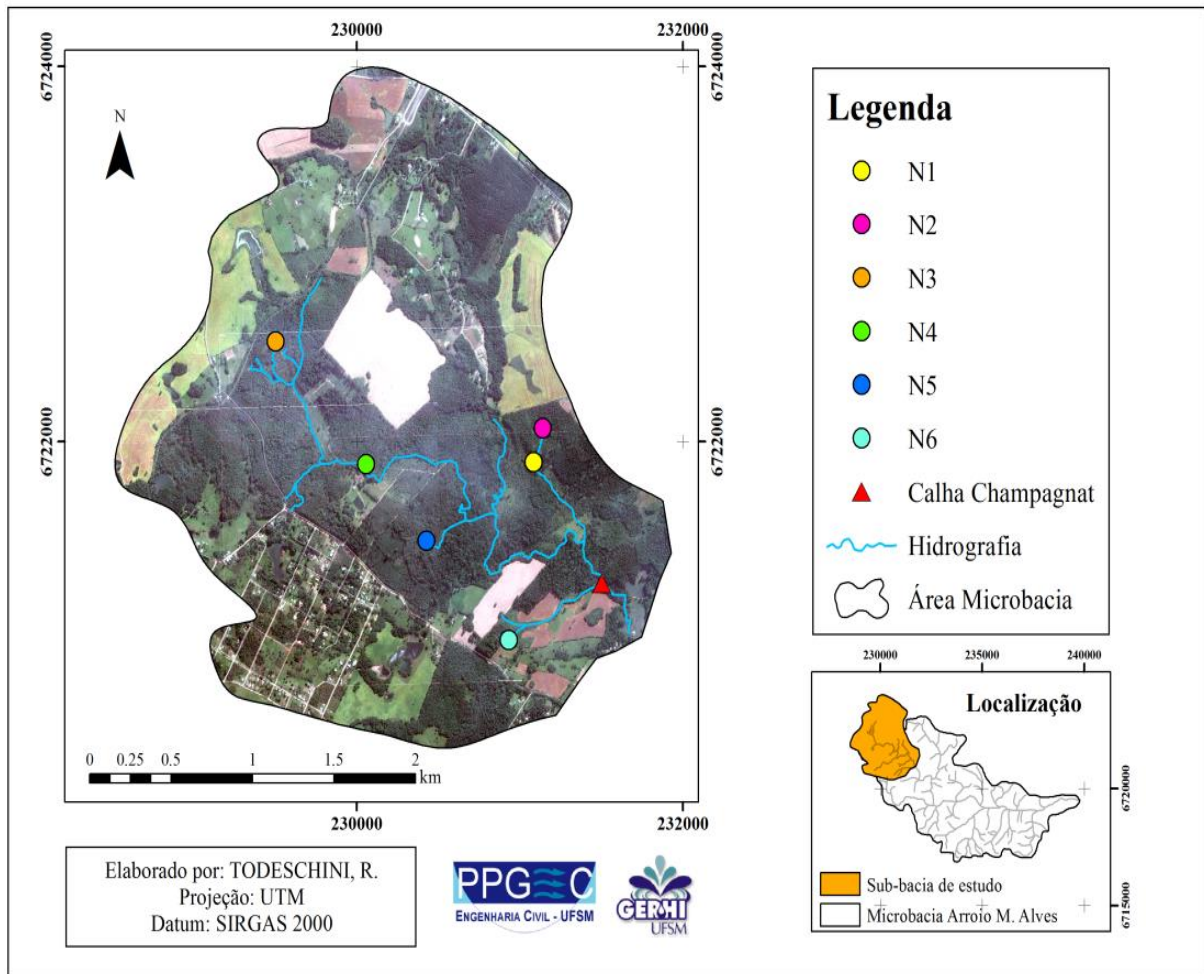 230000
232000
6724000
6724000
N
6722000
6722000
0
0.25
0.5
1
1.5
2
km
230000
232000
Legenda
N1
N2
N3
N4
N5
N6
Calha Champagnat
Hidrografia
Área Microbacia
230000
235000
240000
Localização
6720000
6715000
Sub-bacia de estudo
Microbacia Arroio M. Alves
Elaborado por: TODESCHINI, R.
Projeção: UTM
Datum: SIRGAS 2000
PPGEC
ENGENHARIA CIVIL - UFSM
GERHI
UFSM